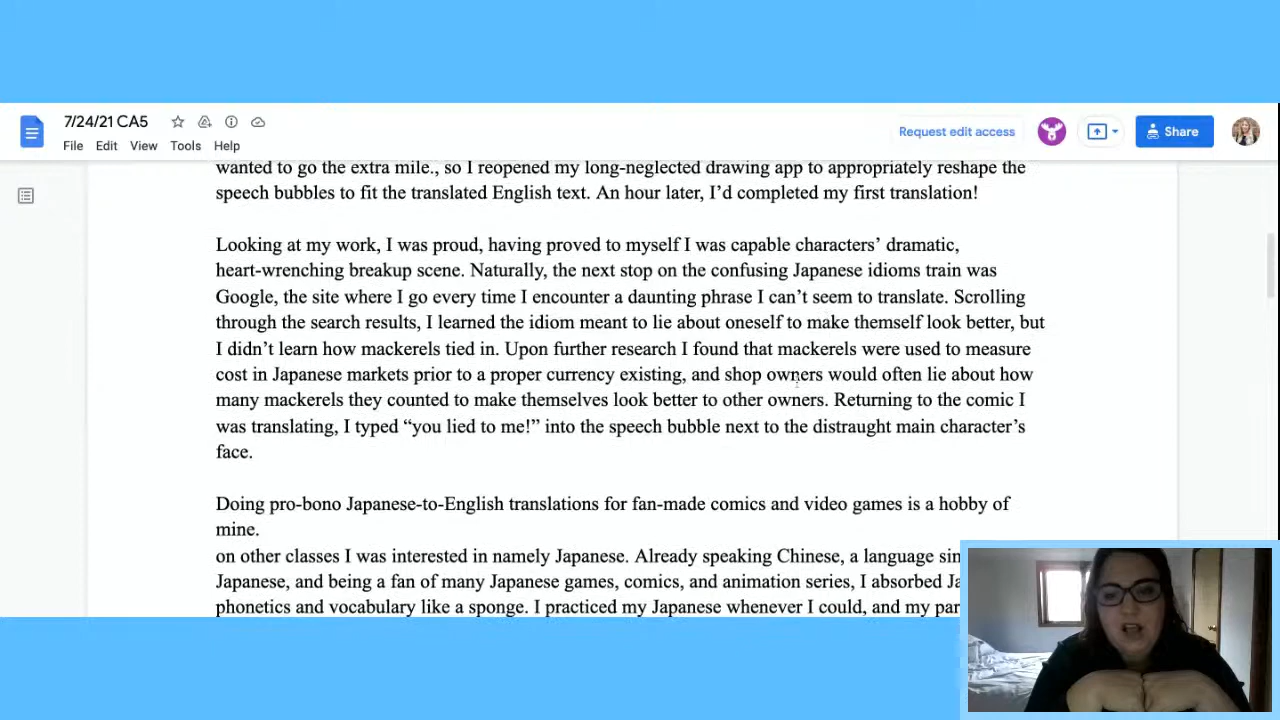 7/24/21 CA5
Request edit access
Share
File Edit View Tools Help
wanted to go the extra mile., so I reopened my long-neglected drawing app to appropriately reshape the
speech bubbles to fit the translated English text. An hour later, I’d completed my first translation!
Looking at my work, I was proud, having proved to myself I was capable characters’ dramatic,
heart-wrenching breakup scene. Naturally, the next stop on the confusing Japanese idioms train was
Google, the site where I go every time I encounter a daunting phrase I can’t seem to translate. Scrolling
through the search results, I learned the idiom meant to lie about oneself to make themself look better, but
I didn’t learn how mackerels tied in. Upon further research I found that mackerels were used to measure
cost in Japanese markets prior to a proper currency existing, and shop owners would often lie about how
many mackerels they counted to make themselves look better to other owners. Returning to the comic I
was translating, I typed “you lied to me!” into the speech bubble next to the distraught main character’s
face.
Doing pro-bono Japanese-to-English translations for fan-made comics and video games is a hobby of
mine.
on other classes I was interested in namely Japanese. Already speaking Chinese, a language
Japanese, and being a fan of many Japanese games, comics, and animation series, I absorbed
phonetics and vocabulary like a sponge. I practiced my Japanese whenever I could, and my